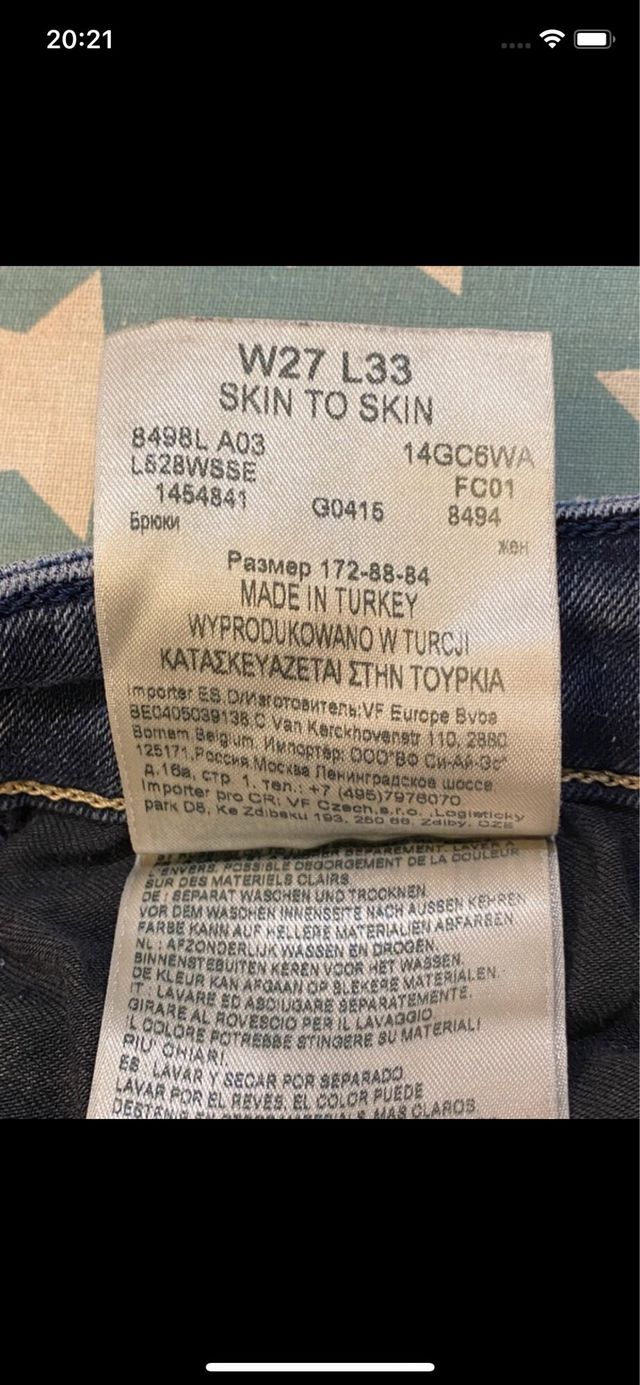 20:21
W27 L33
SKIN TO SKIN
8498L A03 14GC6WA
L528WSSE FC01
1454841 G0415 8494
Брюки жен
Размер 172-88-84
MADE IN TURKEY
WYPRODUKOWANO W TURCJI
ΚΑΤΑΣΚΕΥΑΖΕΤΑΙ ΣΤΗΝ ΤΟΥΡΚΙΑ
Importer ES.D/Изготовитель:VF Europe Bvba
BE0405039138.C Van Kerckhovenstr 110, 2880
Bornem Belgium. Импортер: ООО"ВФ Си-Ай-Эс"
125171,Россия,Москва Ленинградское шоссе
д.16а, стр 1, тел.: +7 (495)7976070
Importer pro CR: VF Czech,s.r.o. ,Logisticky
park D8, Ke Zdibsku 193, 250 66, Zdiby, CZE
SEPAREMENT. LAVER A
L'ENVERS. POSSIBLE DEGORGEMENT DE LA COULEUR
SUR DES MATERIELS CLAIRS
DE : SEPARAT WASCHEN UND TROCKNEN
VOR DEM WASCHEN INNENSEITE NACH AUSSEN KEHREN
FARBE KANN AUF HELLERE MATERIALIEN ABFARBEN
NL : AFZONDERLIJK WASSEN EN DROGEN.
BINNENSTEBUITEN KEREN VOOR HET WASSEN.
DE KLEUR KAN AFGAAN OP BLEKERE MATERIALEN.
IT : LAVARE ED ASCIUGARE SEPARATEMENTE.
GIRARE AL ROVESCIO PER IL LAVAGGIO
IL COLORE POTREBBE STINGERE SU MATERIALI
PIU' CHIARI
ES : LAVAR Y SECAR POR SEPARADO
LAVAR POR EL REVES. EL COLOR PUEDE
MAS CLAROS